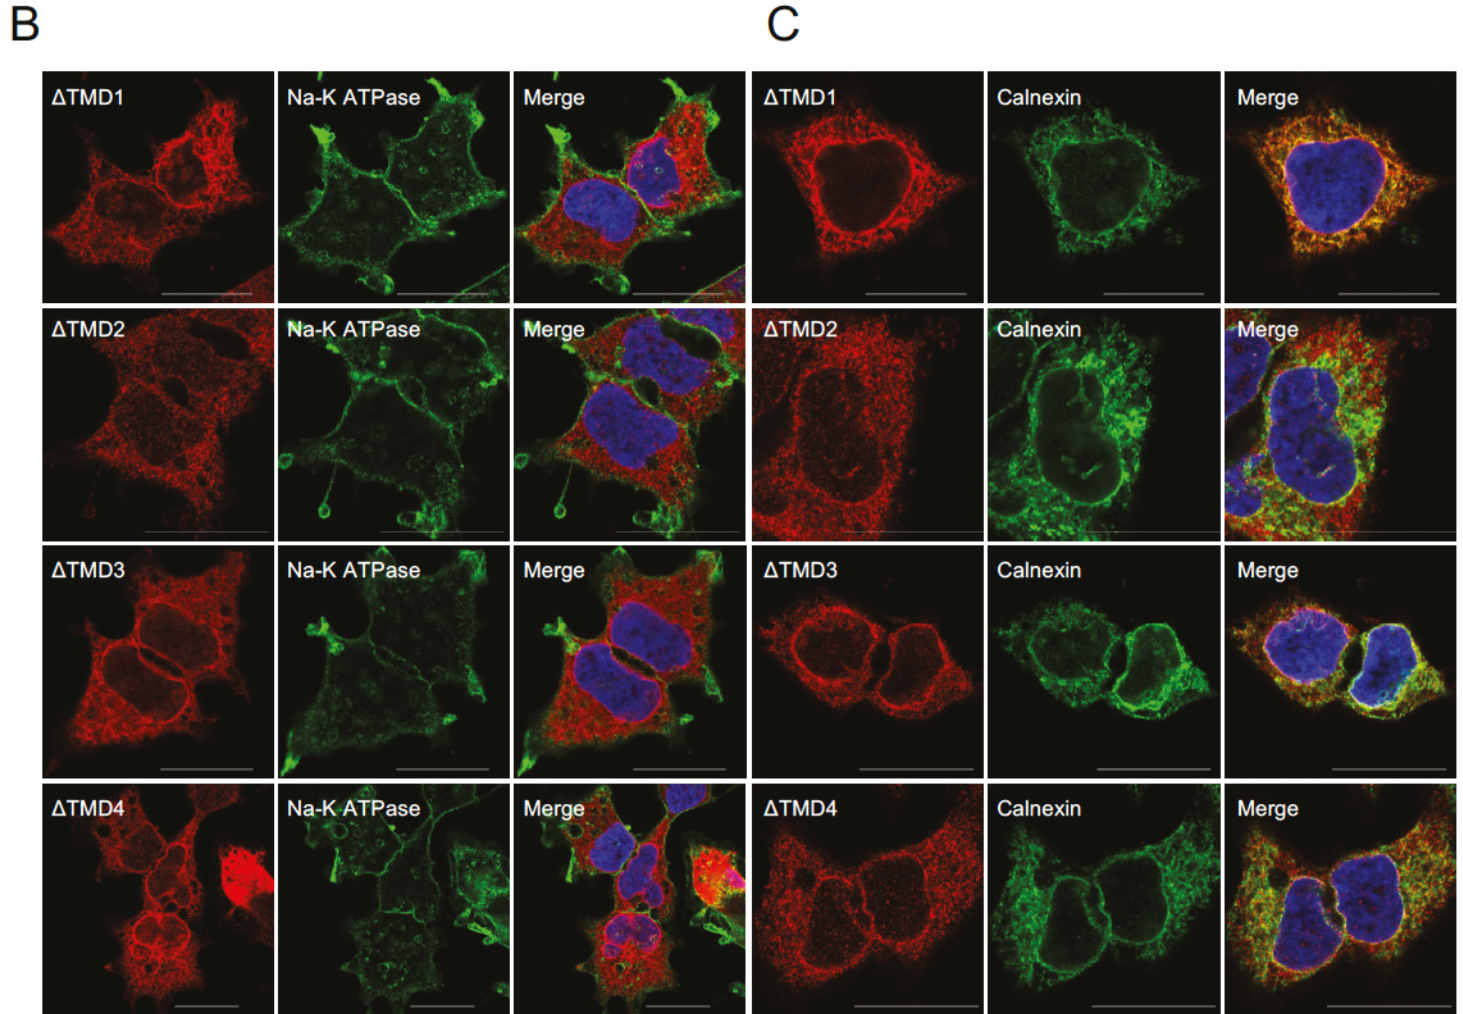 B
C
ΔTMD1 Na-K ATPase Merge ΔTMD1 Calnexin Merge
ΔTMD2 Na-K ATPase Merge ΔTMD2 Calnexin Merge
ΔTMD3 Na-K ATPase Merge ΔTMD3 Calnexin Merge
ΔTMD4 Na-K ATPase Merge ΔTMD4 Calnexin Merge